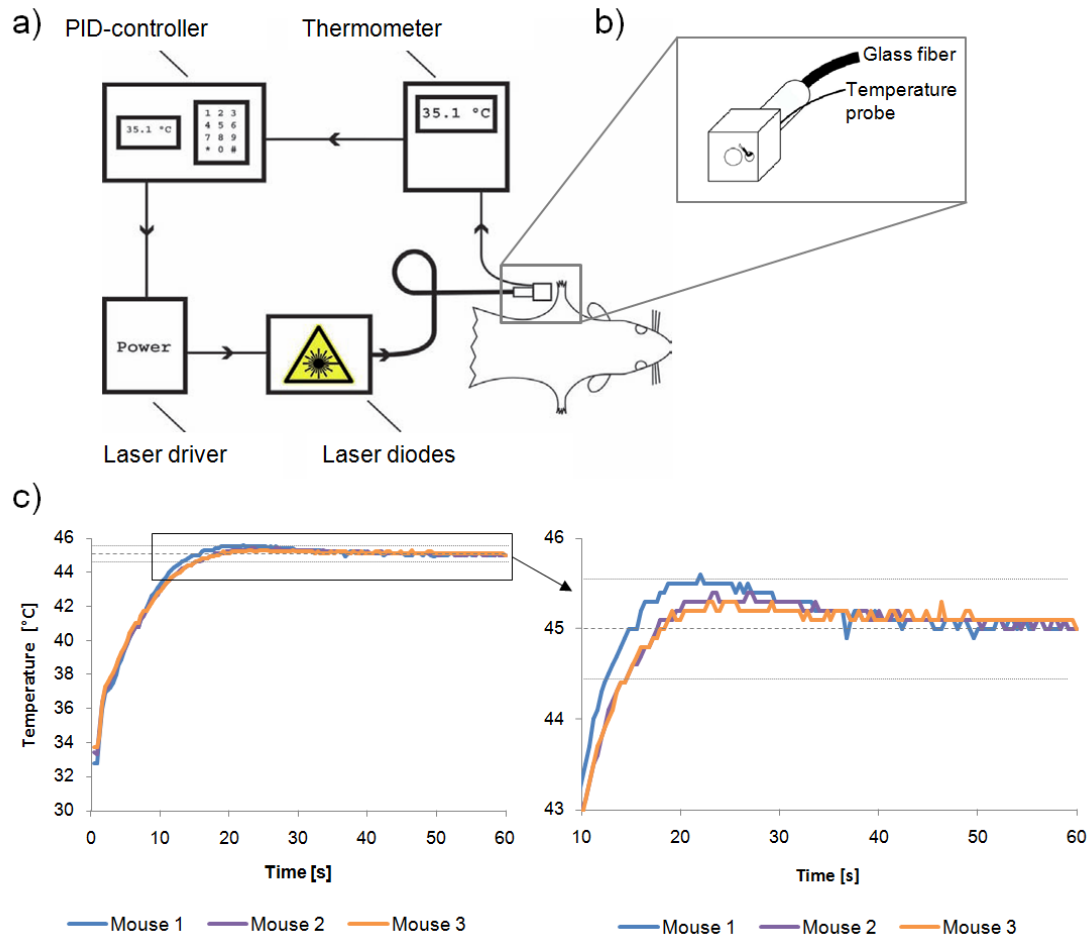 a)
PID-controller
Thermometer
b)
Glass fiber
Temperature
probe
35.1 °C
1 2 3
4 5 6
7 8 9
* 0 #
35.1 °C
Power
Laser driver
Laser diodes
c)
Temperature [°C]
46
44
42
40
38
36
34
32
30
0 10 20 30 40 50 60
Time [s]
Mouse 1 Mouse 2 Mouse 3
46
45
44
43
10 20 30 40 50 60
Time [s]
Mouse 1 Mouse 2 Mouse 3